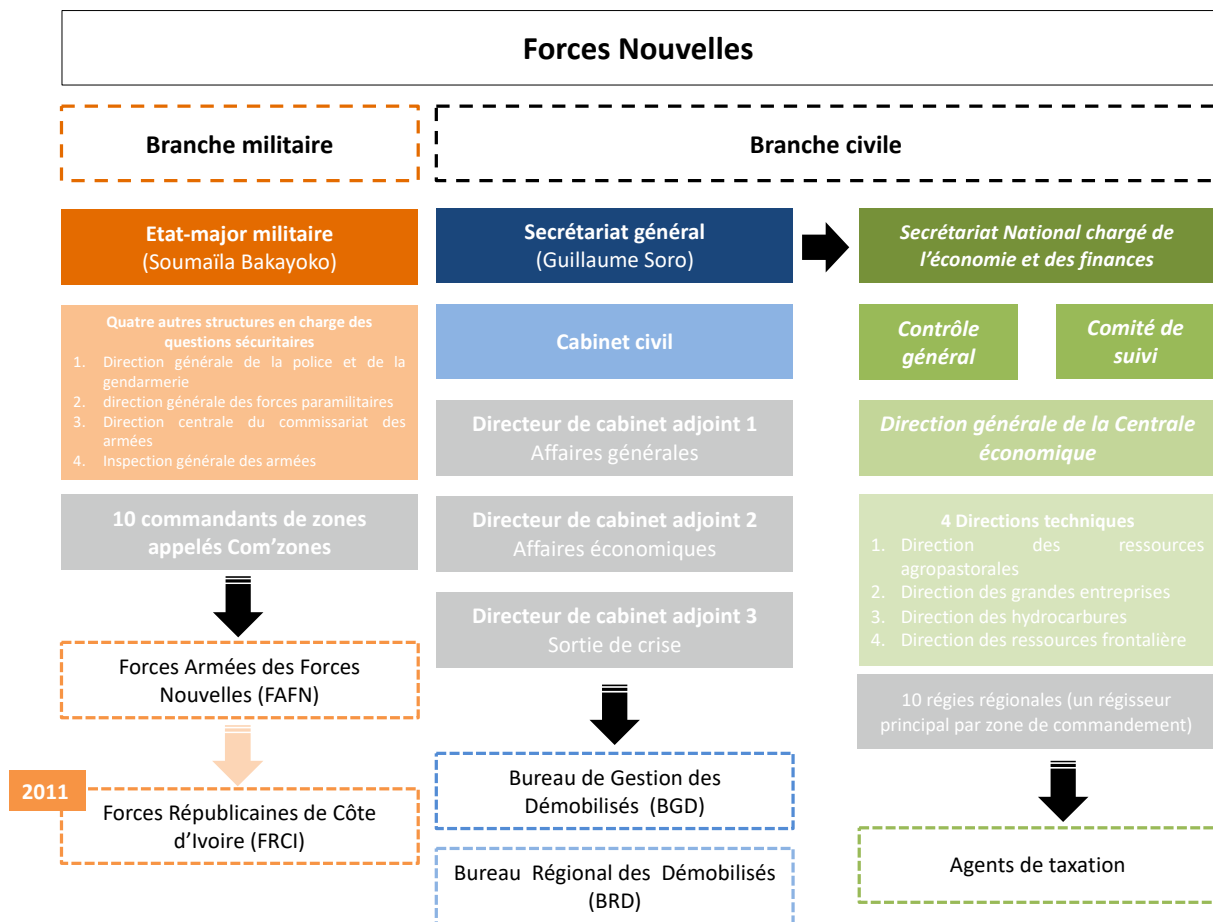 Forces Nouvelles
Branche militaire
Branche civile
Etat-major militaire
(Soumaïla Bakayoko)
Quatre autres structures en charge des
questions sécuritaires
1. Direction générale de la police et de la
gendarmerie
2. direction générale des forces paramilitaires
3. Direction centrale du commissariat des
armées
4. Inspection générale des armées
10 commandants de zones
appelés Com’zones
Forces Armées des Forces
Nouvelles (FAFN)
2011
Forces Républicaines de Côte
d’Ivoire (FRCI)
Secrétariat général
(Guillaume Soro)
Cabinet civil
Directeur de cabinet adjoint 1
Affaires générales
Directeur de cabinet adjoint 2
Affaires économiques
Directeur de cabinet adjoint 3
Sortie de crise
Bureau de Gestion des
Démobilisés (BGD)
Bureau Régional des Démobilisés
(BRD)
Secrétariat National chargé de
l’économie et des finances
Contrôle
général
Comité de
suivi
Direction générale de la Centrale
économique
4 Directions techniques
1. Direction des ressources
agropastorales
2. Direction des grandes entreprises
3. Direction des hydrocarbures
4. Direction des ressources frontalière
10 régies régionales (un régisseur
principal par zone de commandement)
Agents de taxation